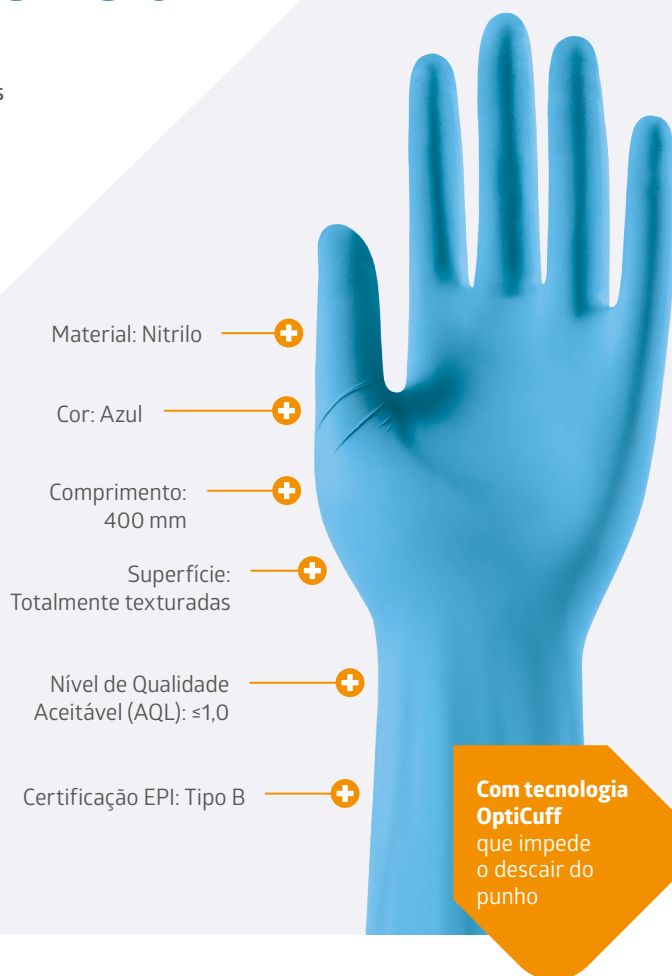 Material: Nitrilo
Cor: Azul
Comprimento:
400 mm
Superfície:
Totalmente texturadas
Nível de Qualidade
Aceitável (AQL): ≤1,0
Certificação EPI: Tipo B
Com tecnologia
OptiCuff
que impede
o descair do
punho